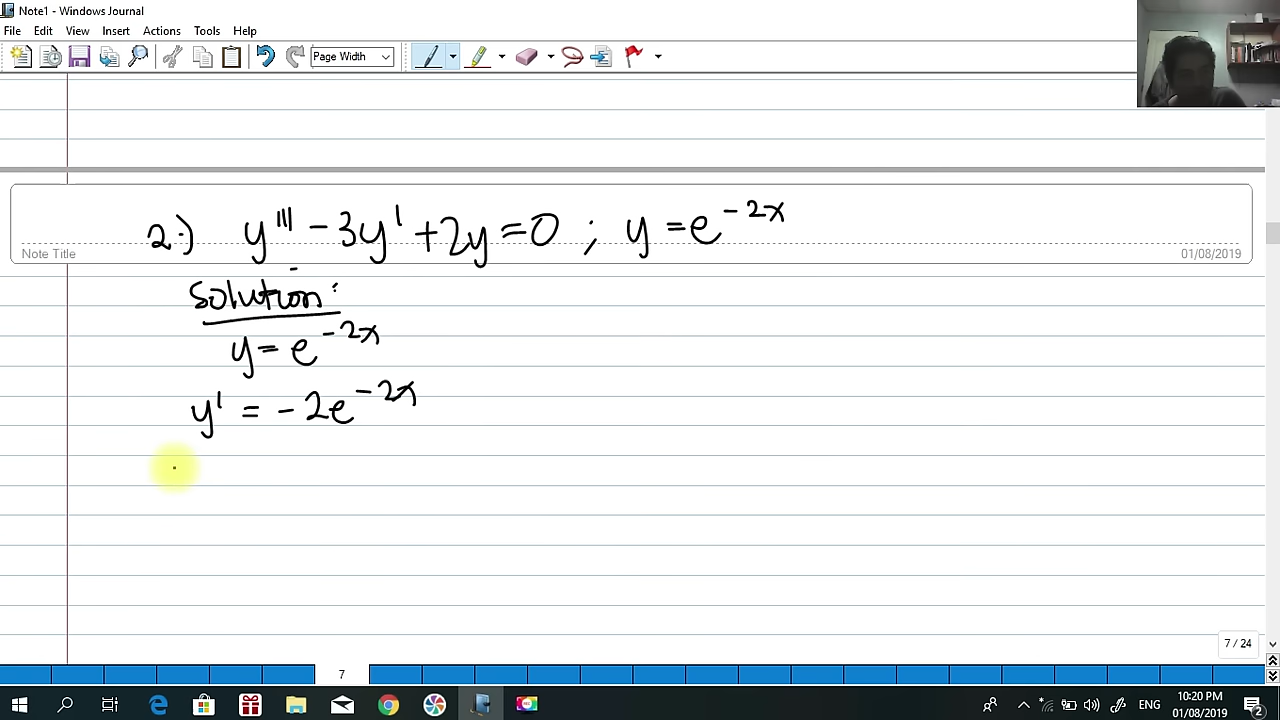 Note1 - Windows Journal
File Edit View Insert Actions Tools Help
Page Width
2.) y''' - 3y' + 2y = 0 ; y = e^{-2x}
Note Title
01/08/2019
Solution:
y = e^{-2x}
y' = -2e^{-2x}
7 / 24
7
ENG
10:20 PM
01/08/2019
2